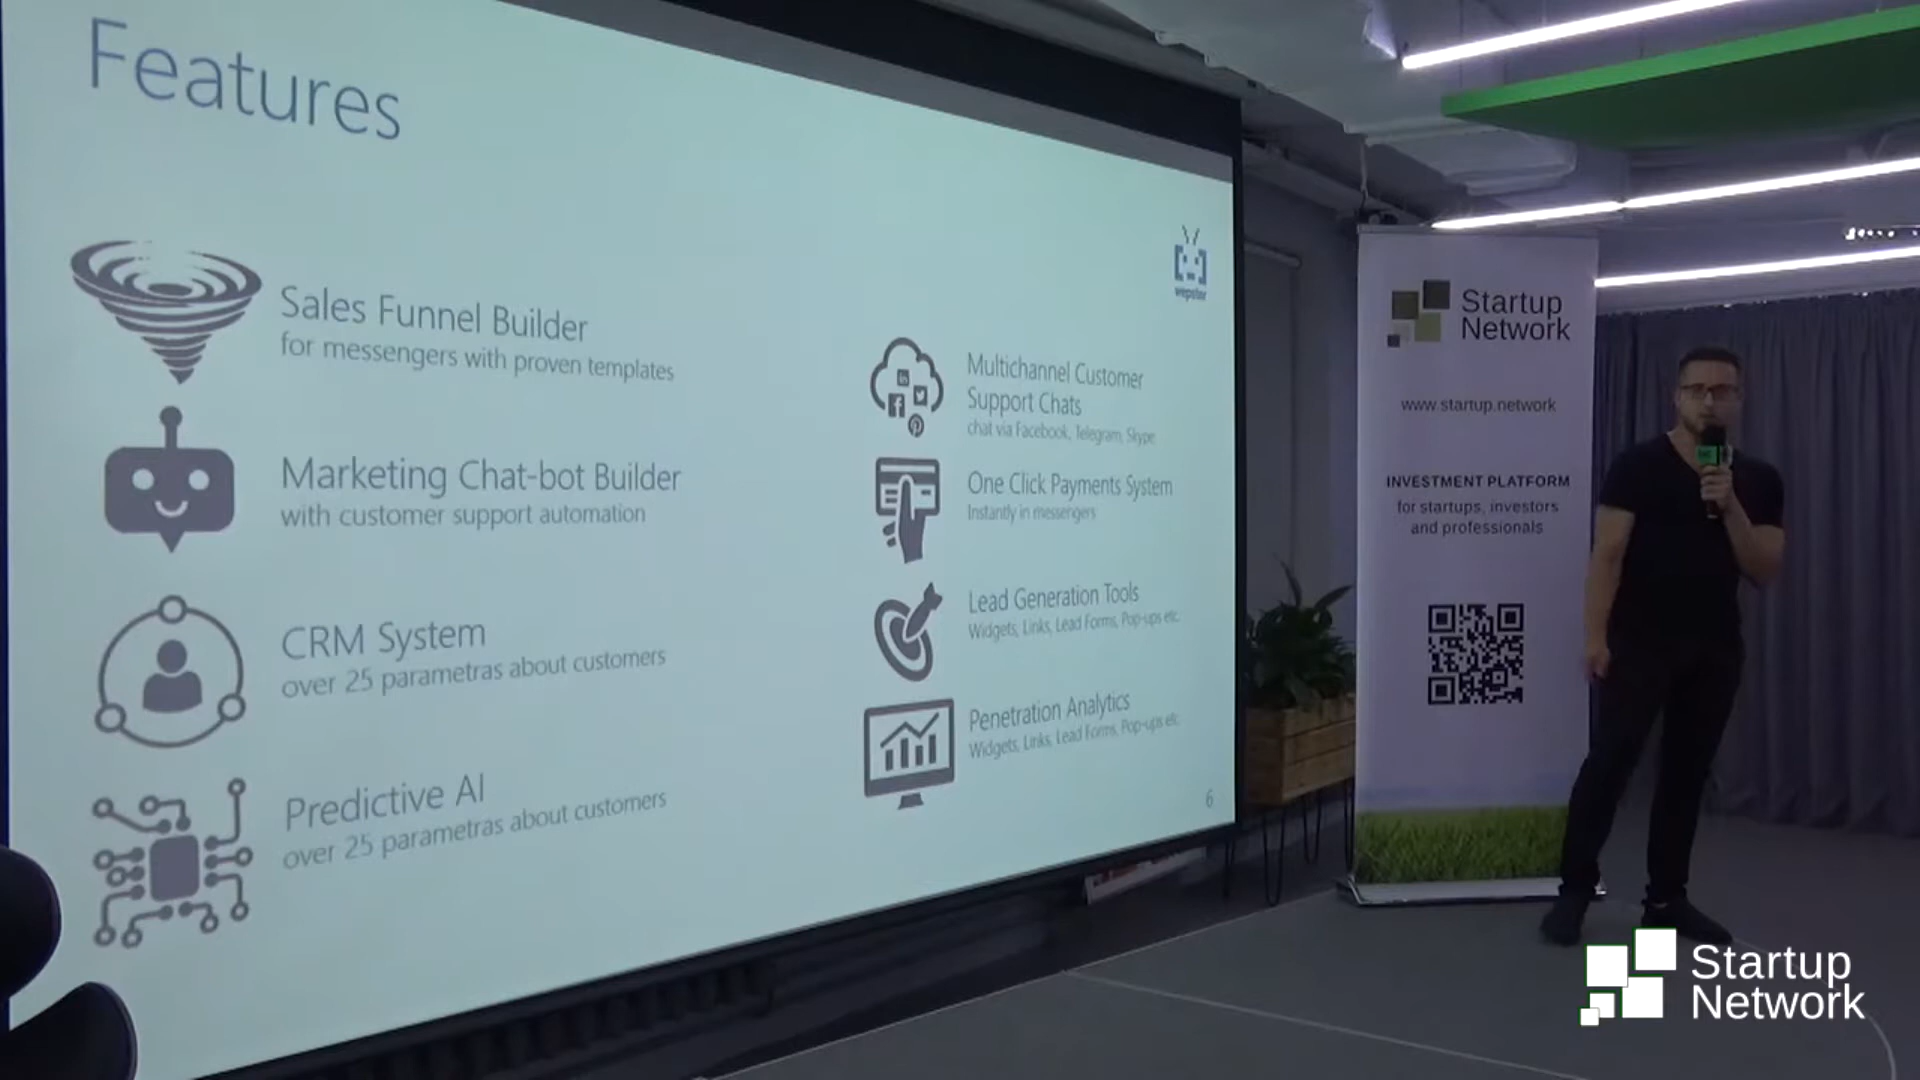 Features
Sales Funnel Builder
for messengers with proven templates
Marketing Chat-bot Builder
with customer support automation
CRM System
over 25 parametras about customers
Predictive AI
over 25 parametras about customers
Multichannel Customer
Support Chats
chat via Facebook, Telegram, Skype
One Click Payments System
Instantly in messengers
Lead Generation Tools
Widgets, Links, Lead Forms, Pop-ups etc.
Penetration Analytics
Widgets, Links, Lead Forms, Pop-ups etc.
6
Startup
Network
www.startup.network
INVESTMENT PLATFORM
for startups, investors
and professionals
Startup
Network